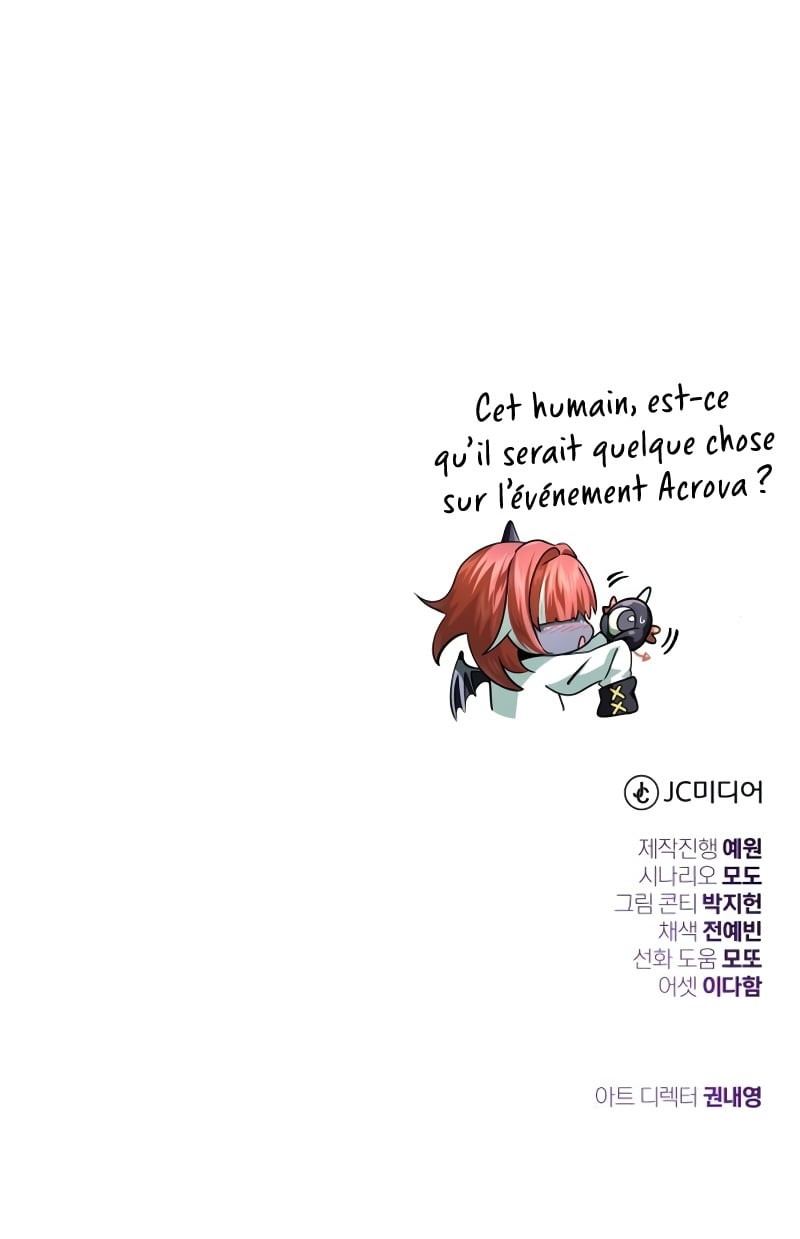 Cet humain, est-ce
qu'il serait quelque chose
sur l'événement Acrova ?
JC JC미디어
제작진행 예원
시나리오 모도
그림 콘티 박지헌
채색 전예빈
선화 도움 모또
어셋 이다함
아트 디렉터 권내영